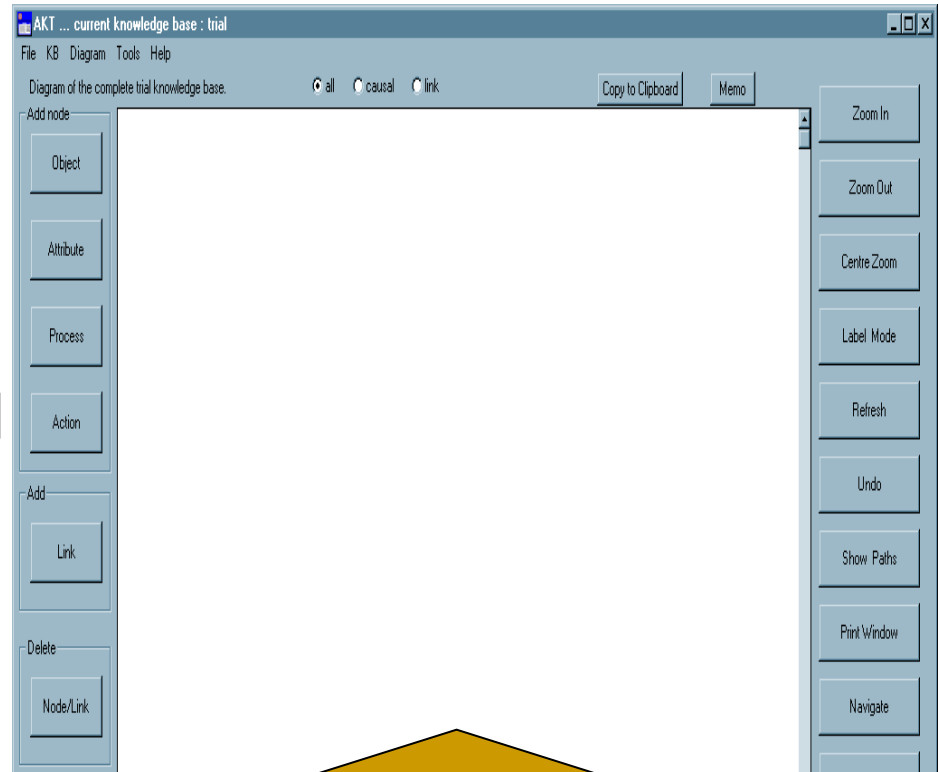 AKT ... current knowledge base : trial
File KB Diagram Tools Help
Diagram of the complete trial knowledge base.
all causal link
Copy to Clipboard
Memo
Add node
Object
Attribute
Process
Action
Add
Link
Delete
Node/Link
Zoom In
Zoom Out
Centre Zoom
Label Mode
Refresh
Undo
Show Paths
Print Window
Navigate